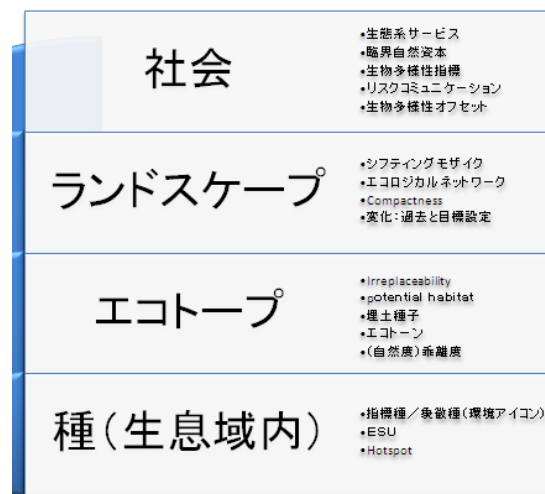 社会
•生態系サービス
•臨界自然資本
•生物多様性指標
•リスクコミュニケーション
•生物多様性オフセット
ランドスケープ
•シフティングモザイク
•エコロジカルネットワーク
•Compactness
•変化：過去と目標設定
エコトープ
•Irreplaceability
•potential habitat
•埋土種子
•エコトーン
•(自然度)乖離度
種(生息域内)
•指標種／象徴種(環境アイコン)
•ESU
•Hotspot